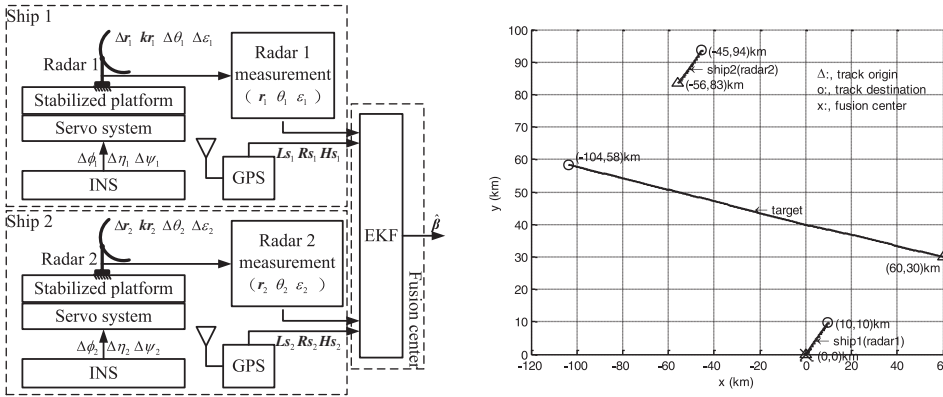 Ship 1
Δr₁ kr₁ Δθ₁ Δε₁
Radar 1
Stabilized platform
Servo system
Δϕ₁ Δη₁ Δψ₁
INS
Radar 1
measurement
( r₁ θ₁ ε₁ )
Ls₁ Rs₁ Hs₁
GPS
Ship 2
Δr₂ kr₂ Δθ₂ Δε₂
Radar 2
Stabilized platform
Servo system
Δϕ₂ Δη₂ Δψ₂
INS
Radar 2
measurement
( r₂ θ₂ ε₂ )
Ls₂ Rs₂ Hs₂
GPS
EKF
Fusion center
β̂
100
90
80
70
60
50
40
30
20
10
0
y (km)
-120 -100 -80 -60 -40 -20 0 20 40 60
x (km)
(-45,94)km
ship2(radar2)
(-56,83)km
Δ:, track origin
o:, track destination
x:, fusion center
(-104,58)km
target
(60,30)km
(10,10)km
ship1(radar1)
(0,0)km